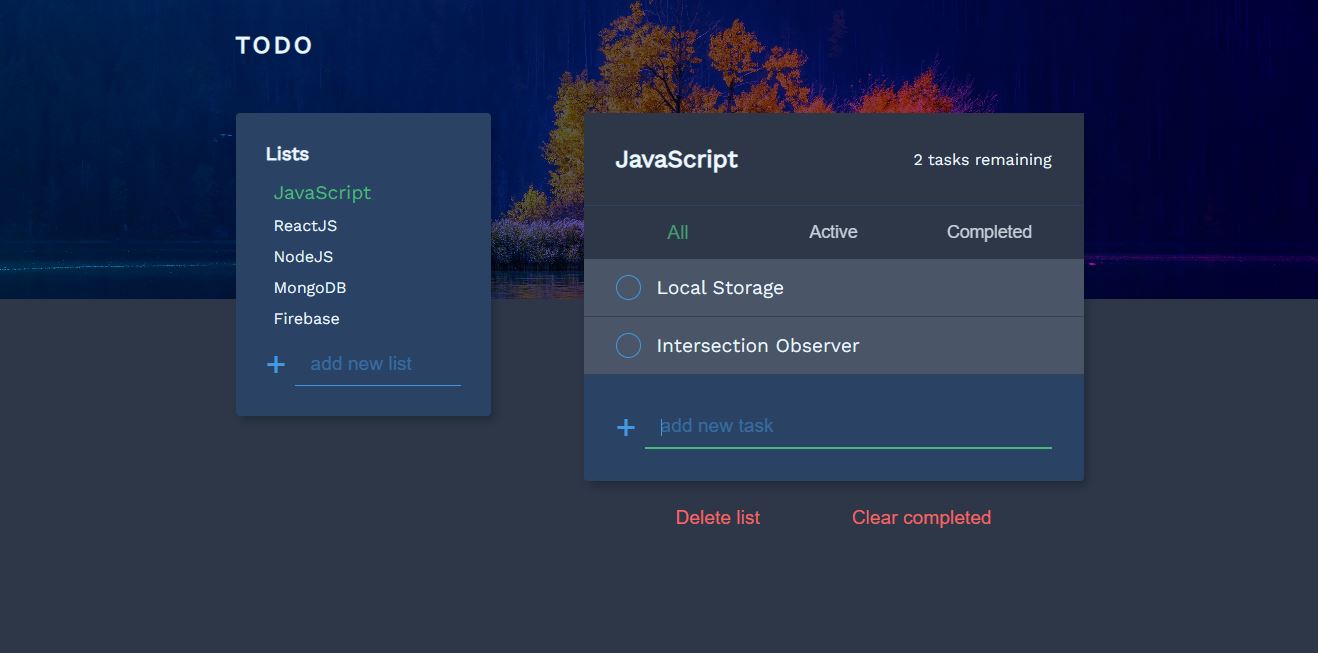 TODO
Lists
JavaScript
ReactJS
NodeJS
MongoDB
Firebase
+ add new list
JavaScript
2 tasks remaining
All Active Completed
Local Storage
Intersection Observer
+ add new task
Delete list Clear completed